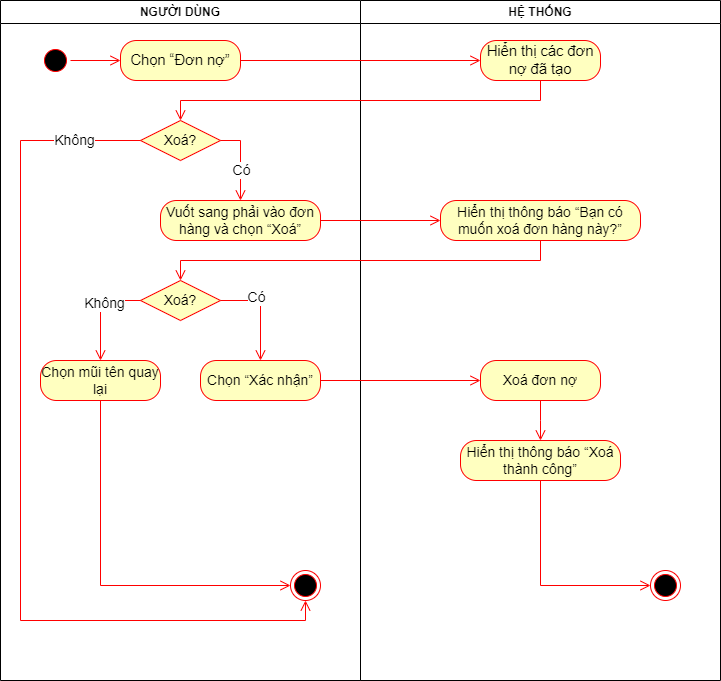 NGƯỜI DÙNG
HỆ THỐNG
Chọn “Đơn nợ”
Hiển thị các đơn
nợ đã tạo
Không
Xoá?
Có
Vuốt sang phải vào đơn
hàng và chọn “Xoá”
Hiển thị thông báo “Bạn có
muốn xoá đơn hàng này?”
Không
Xoá?
Có
Chọn mũi tên quay
lại
Chọn “Xác nhận”
Xoá đơn nợ
Hiển thị thông báo “Xoá
thành công”